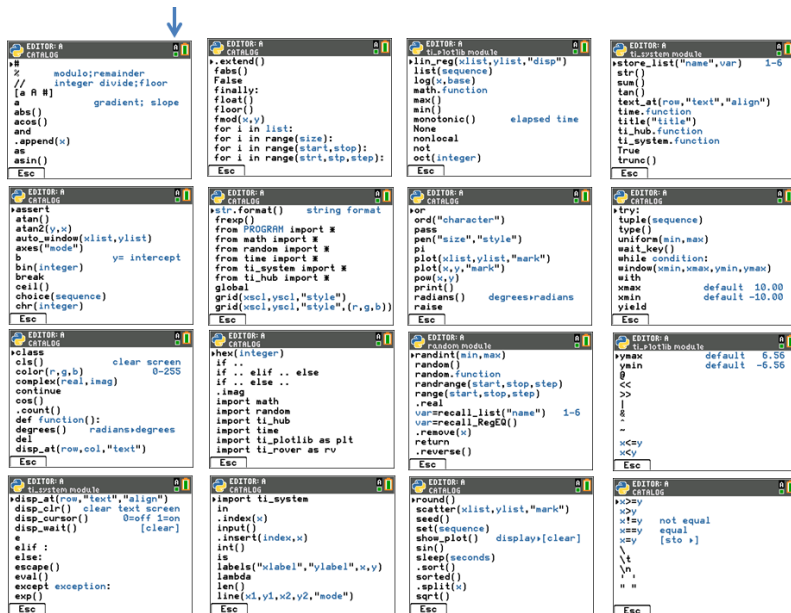 EDITOR: A A
CATALOG
▸#
% modulo;remainder
// integer divide;floor
[a A #]
a gradient; slope
abs()
acos()
and
.append(x)
as
asin()
Esc
EDITOR: A A
CATALOG
▸assert
atan()
atan2(y,x)
auto_window(xlist,ylist)
axes("mode")
b y= intercept
bin(integer)
break
ceil()
choice(sequence)
chr(integer)
Esc
EDITOR: A A
CATALOG
▸class
cls() clear screen
color(r,g,b) 0-255
complex(real,imag)
continue
cos()
.count()
def function():
degrees() radians▸degrees
del
disp_at(row,col,"text")
Esc
EDITOR: A A
ti_system module
▸disp_at(row,"text","align")
disp_clr() clear text screen
disp_cursor() 0=off 1=on
disp_wait() [clear]
e
elif :
else:
escape()
eval()
except exception:
exp()
Esc
EDITOR: A A
CATALOG
▸.extend()
fabs()
False
finally:
float()
floor()
fmod(x,y)
for i in list:
for i in range(size):
for i in range(start,stop):
for i in range(strt,stp,step):
Esc
EDITOR: A A
CATALOG
▸str.format() string format
frexp()
from PROGRAM import *
from math import *
from random import *
from time import *
from ti_system import *
from ti_hub import *
global
grid(xscl,yscl,"style")
grid(xscl,yscl,"style",(r,g,b))
Esc
EDITOR: A A
CATALOG
▸hex(integer)
if ..
if .. elif .. else
if .. else ..
.imag
import math
import random
import ti_hub
import time
import ti_plotlib as plt
import ti_rover as rv
Esc
EDITOR: A A
CATALOG
▸import ti_system
in
.index(x)
input()
.insert(index,x)
int()
is
labels("xlabel","ylabel",x,y)
lambda
len()
line(x1,y1,x2,y2,"mode")
Esc
EDITOR: A A
ti_plotlib module
▸lin_reg(xlist,ylist,"disp")
list(sequence)
log(x,base)
math.function
max()
min()
monotonic() elapsed time
None
nonlocal
not
oct(integer)
Esc
EDITOR: A A
CATALOG
▸or
ord("character")
pass
pen("size","style")
pi
plot(xlist,ylist,"mark")
plot(x,y,"mark")
pow(x,y)
print()
radians() degrees▸radians
raise
Esc
EDITOR: A A
random module
▸randint(min,max)
random()
random.function
randrange(start,stop,step)
range(start,stop,step)
.real
var=recall_list("name") 1-6
var=recall_RegEQ()
.remove(x)
return
.reverse()
Esc
EDITOR: A A
CATALOG
▸round()
scatter(xlist,ylist,"mark")
seed()
set(sequence)
show_plot() display▸[clear]
sin()
sleep(seconds)
.sort()
sorted()
.split(x)
sqrt()
Esc
EDITOR: A A
ti_system module
▸store_list("name",var) 1-6
str()
sum()
tan()
text_at(row,"text","align")
time.function
title("title")
ti_hub.function
ti_system.function
True
trunc()
Esc
EDITOR: A A
CATALOG
▸try:
tuple(sequence)
type()
uniform(min,max)
wait_key()
while condition:
window(xmin,xmax,ymin,ymax)
with
xmax default 10.00
xmin default -10.00
yield
Esc
EDITOR: A A
ti_plotlib module
▸ymax default 6.56
ymin default -6.56
@
<<
>>
|
&
^
~
x<=y
x<y
Esc
EDITOR: A A
CATALOG
▸x>=y
x>y
x!=y not equal
x==y equal
x=y [sto ▸]
\
\t
\n
' '
" "
Esc